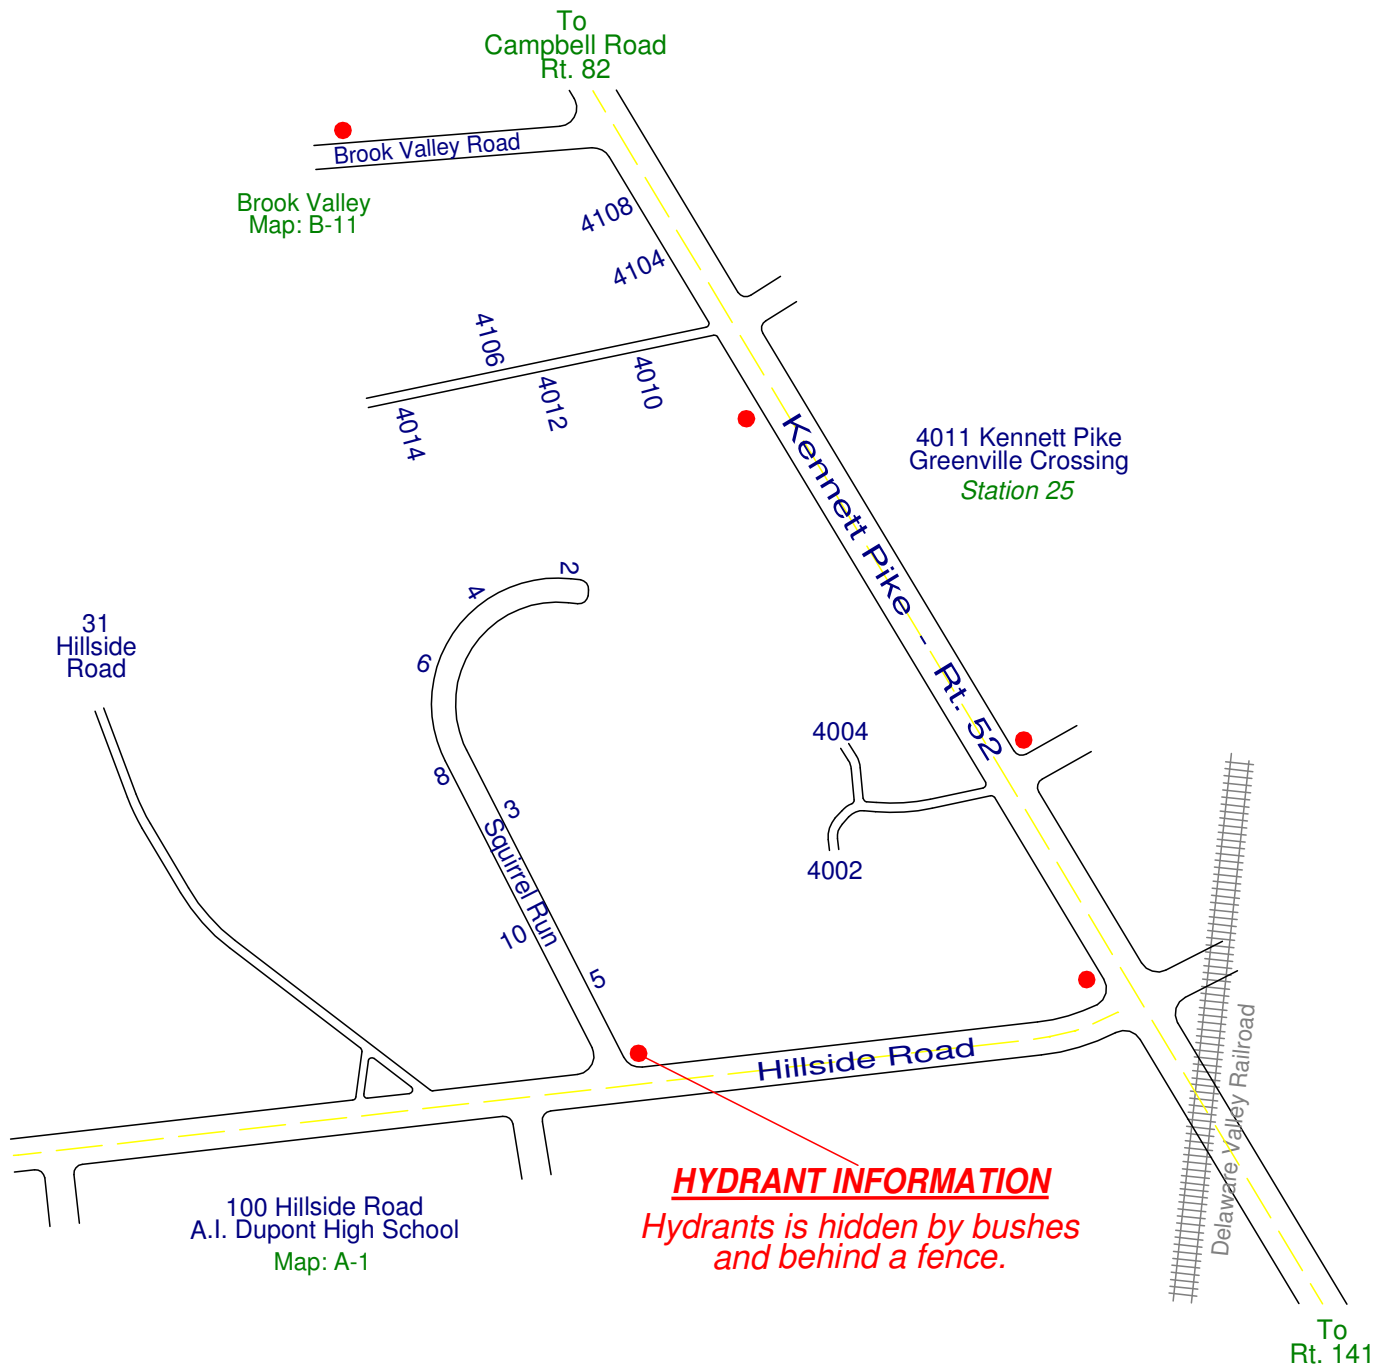 To
Campbell Road
Rt. 82
Brook Valley Road
Brook Valley
Map: B-11
4108
4104
4106
4010
4012
4014
Kennett Pike - Rt. 52
4011 Kennett Pike
Greenville Crossing
Station 25
2
4
6
8
3
Squirrel Run
10
5
31
Hillside
Road
4004
4002
Hillside Road
Delaware Valley Railroad
HYDRANT INFORMATION
Hydrants is hidden by bushes
and behind a fence.
100 Hillside Road
A.I. Dupont High School
Map: A-1
To
Rt. 141